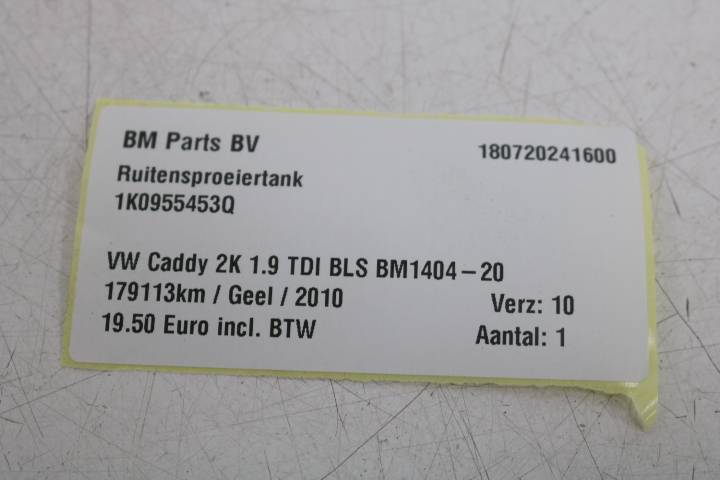 BM Parts BV
180720241600
Ruitensproeiertank
1K0955453Q
VW Caddy 2K 1.9 TDI BLS BM1404-20
179113km / Geel / 2010 Verz: 10
19.50 Euro incl. BTW Aantal: 1